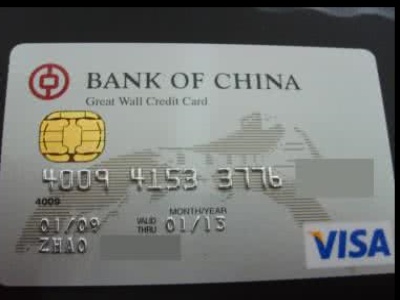 BANK OF CHINA
Great Wall Credit Card
4009 4153 3776
4009
MONTH/YEAR
01/09 VALID THRU 01/13
ZHAO
VISA